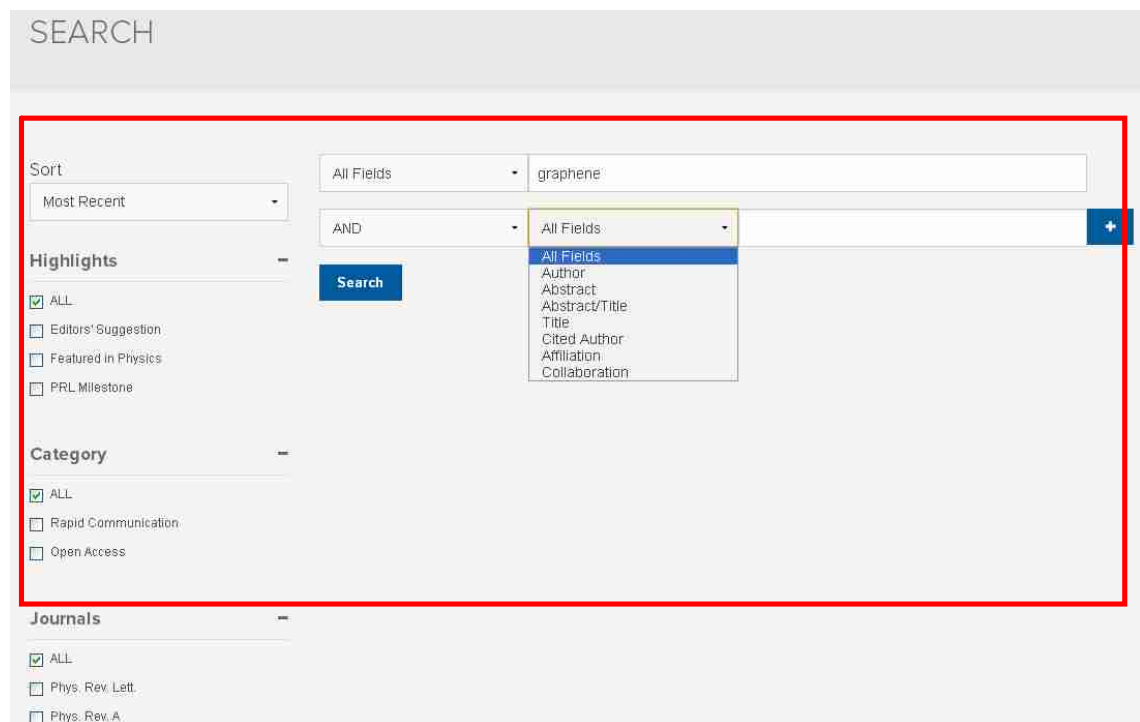 SEARCH
Sort
Most Recent
Highlights
ALL
Editors' Suggestion
Featured in Physics
PRL Milestone
Category
ALL
Rapid Communication
Open Access
Journals
ALL
Phys. Rev. Lett.
Phys. Rev. A
All Fields graphene
AND All Fields +
All Fields
Author
Abstract
Abstract/Title
Title
Cited Author
Affiliation
Collaboration
Search